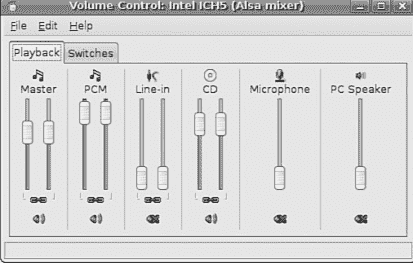 Volume Control: Intel ICH5 (Alsa mixer)
File Edit Help
Playback Switches
Master PCM Line-in CD Microphone PC Speaker